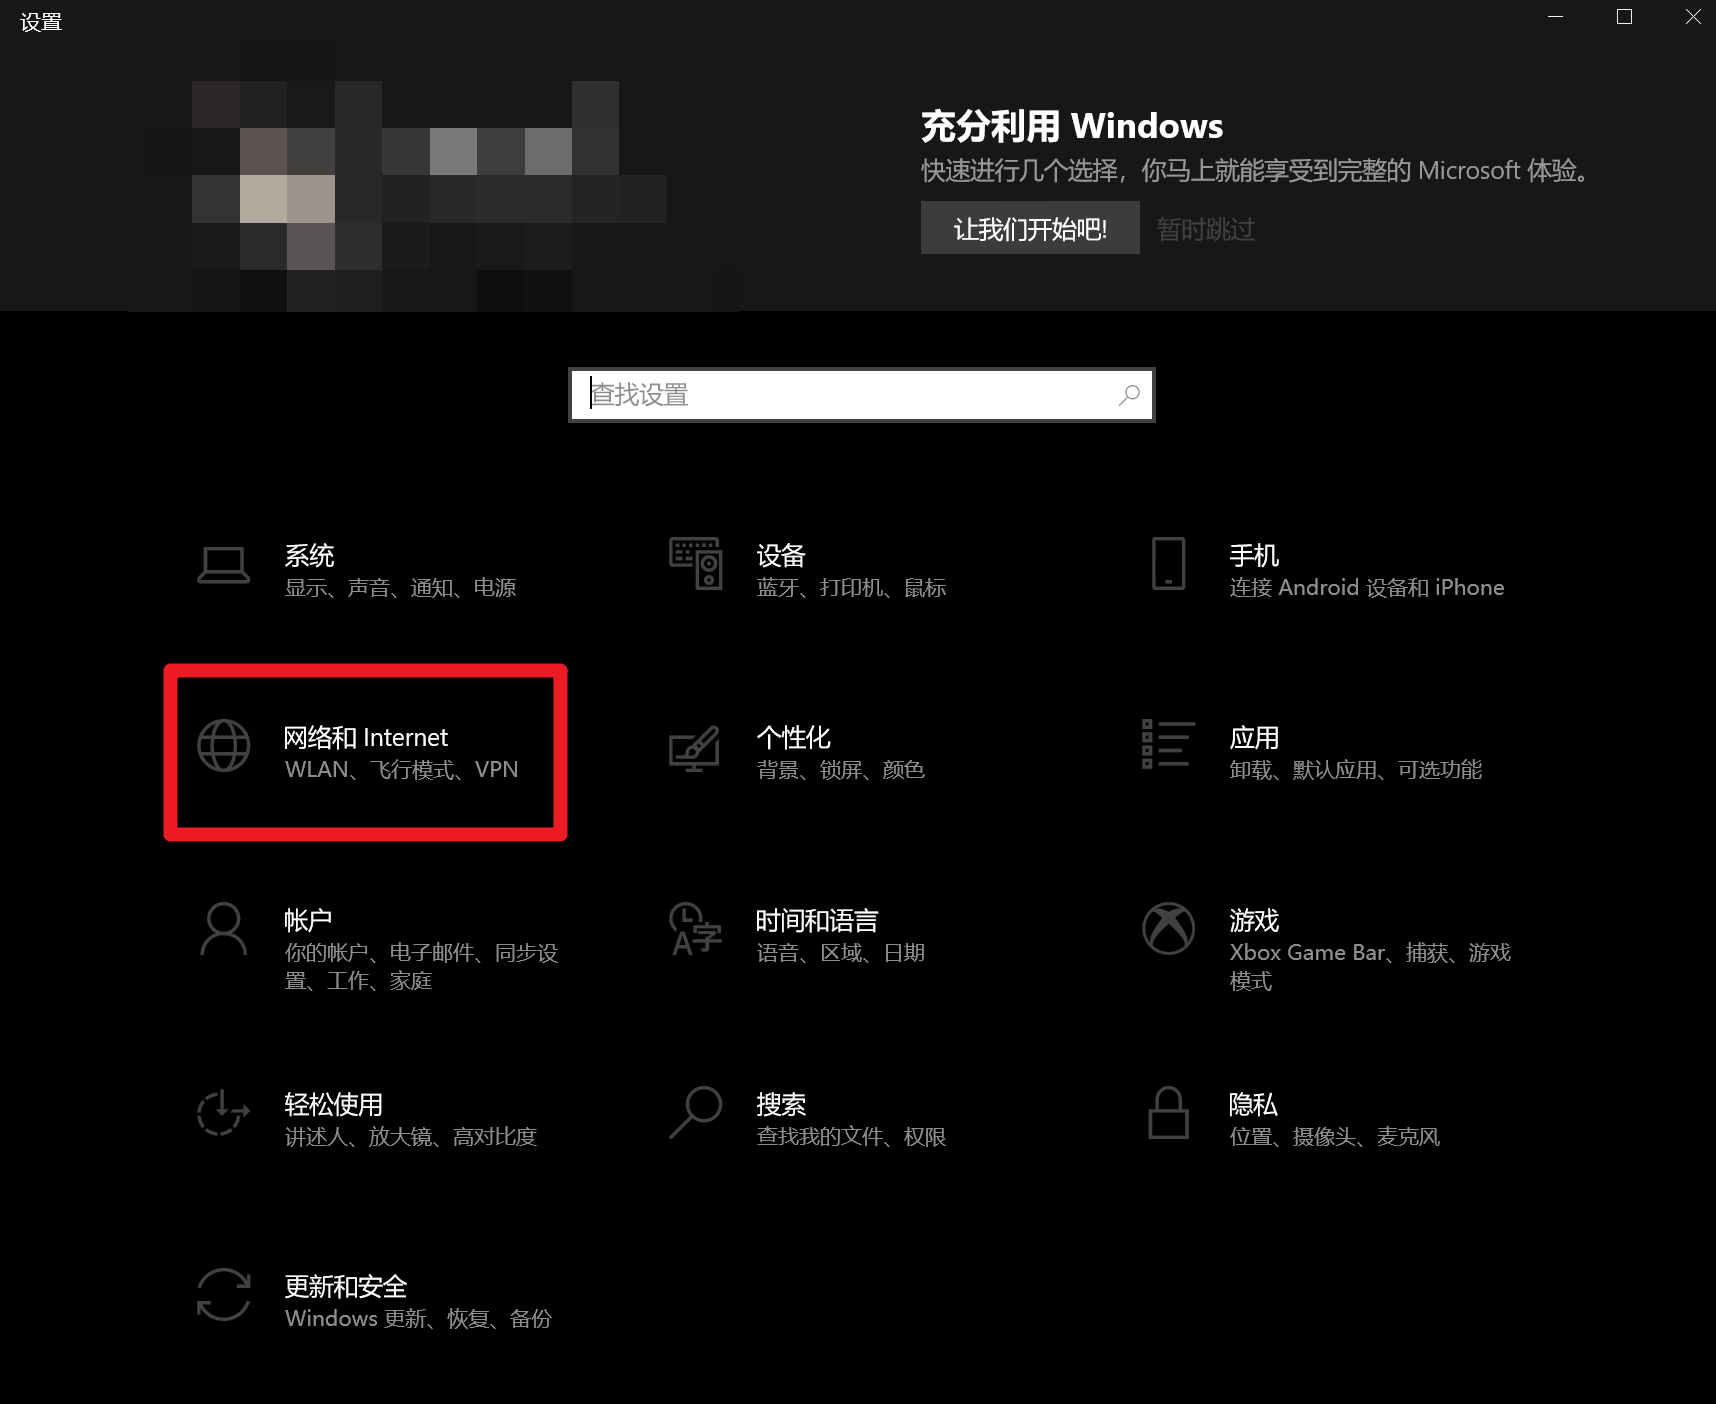 设置
充分利用 Windows
快速进行几个选择，你马上就能享受到完整的 Microsoft 体验。
让我们开始吧!
暂时跳过
查找设置
系统
显示、声音、通知、电源
设备
蓝牙、打印机、鼠标
手机
连接 Android 设备和 iPhone
网络和 Internet
WLAN、飞行模式、VPN
个性化
背景、锁屏、颜色
应用
卸载、默认应用、可选功能
帐户
你的帐户、电子邮件、同步设
置、工作、家庭
时间和语言
语音、区域、日期
游戏
Xbox Game Bar、捕获、游戏
模式
轻松使用
讲述人、放大镜、高对比度
搜索
查找我的文件、权限
隐私
位置、摄像头、麦克风
更新和安全
Windows 更新、恢复、备份